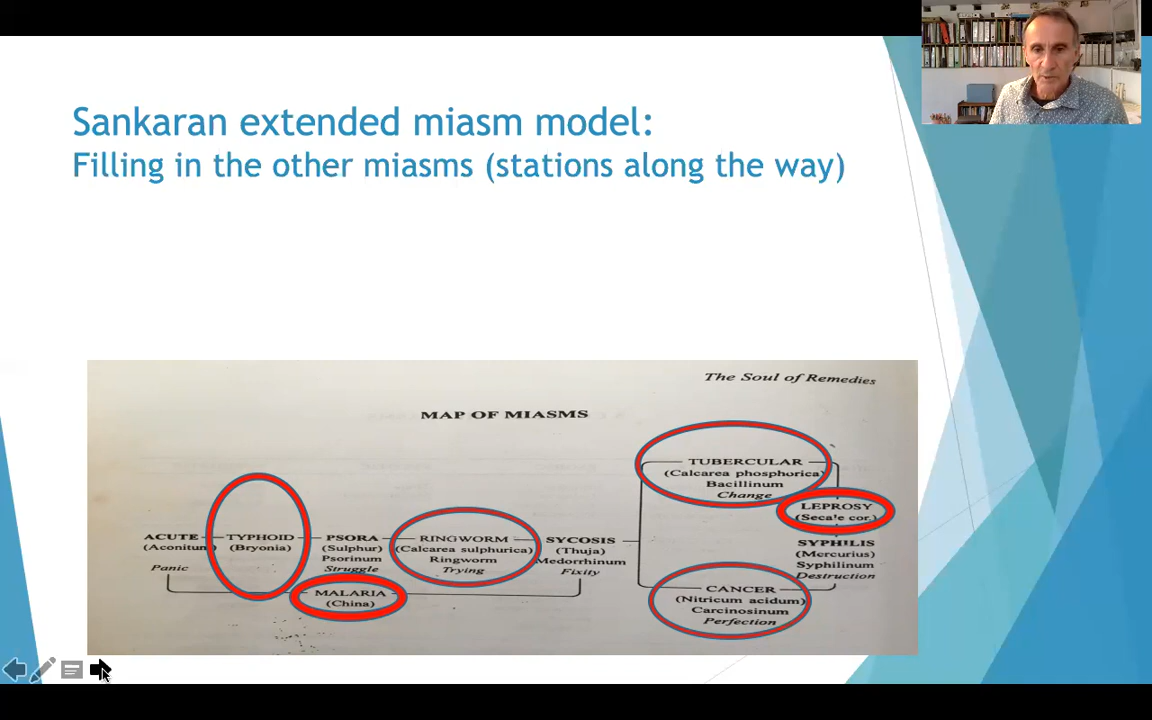 Sankaran extended miasm model:
Filling in the other miasms (stations along the way)
The Soul of Remedies
MAP OF MIASMS
TUBERCULAR
(Calcarea phosphorica)
Bacillinum
Change
LEPROSY
(Secale cor.)
ACUTE
(Aconitum)
Panic
TYPHOID
(Bryonia)
PSORA
(Sulphur)
Psorinum
Struggle
MALARIA
(China)
RINGWORM
(Calcarea sulphurica)
Ringworm
Trying
SYCOSIS
(Thuja)
Medorrhinum
Fixity
SYPHILIS
(Mercurius)
Syphilinum
Destruction
CANCER
(Nitricum acidum)
Carcinosinum
Perfection